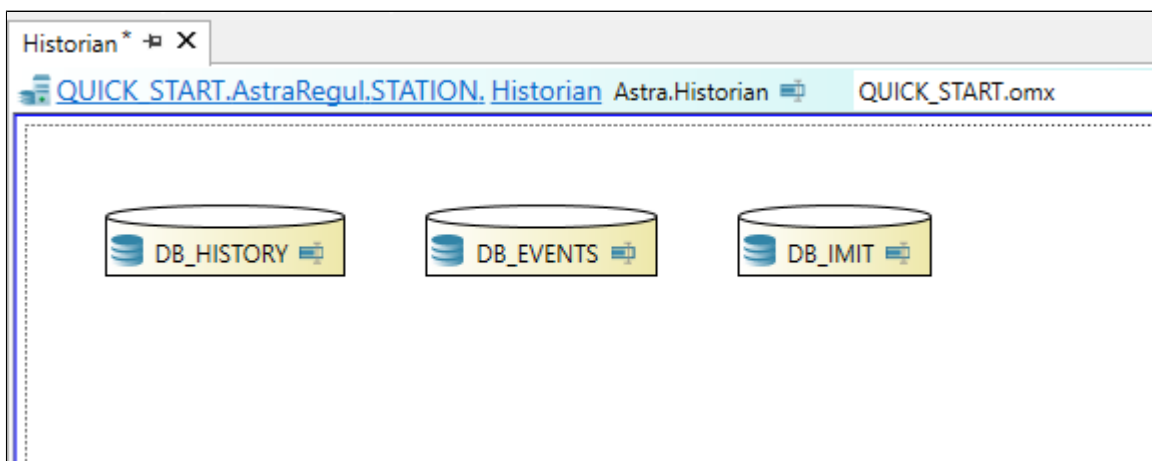 Historian*
QUICK_START.AstraRegul.STATION. Historian Astra.Historian QUICK_START.omx
DB_HISTORY DB_EVENTS DB_IMIT